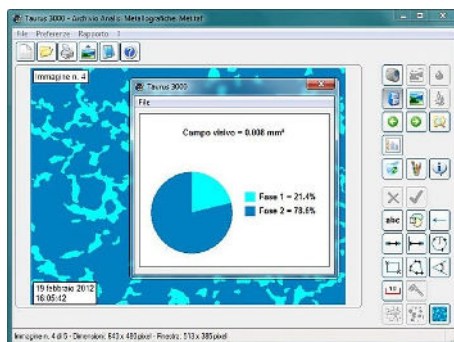 Taurus 3000 - Archivio Analisi Metallografiche Metitat
File Preferenze Rapporto ?
Immagine n. 4
Taurus 3000
File
Campo visivo = 0.008 mm²
Fase 1 = 21.4%
Fase 2 = 78.6%
abc
19 febbraio 2012
16:05:42
Immagine n. 4 di 5 - Dimensioni: 640 x 480 pixel - Finestra: 513 x 385 pixel